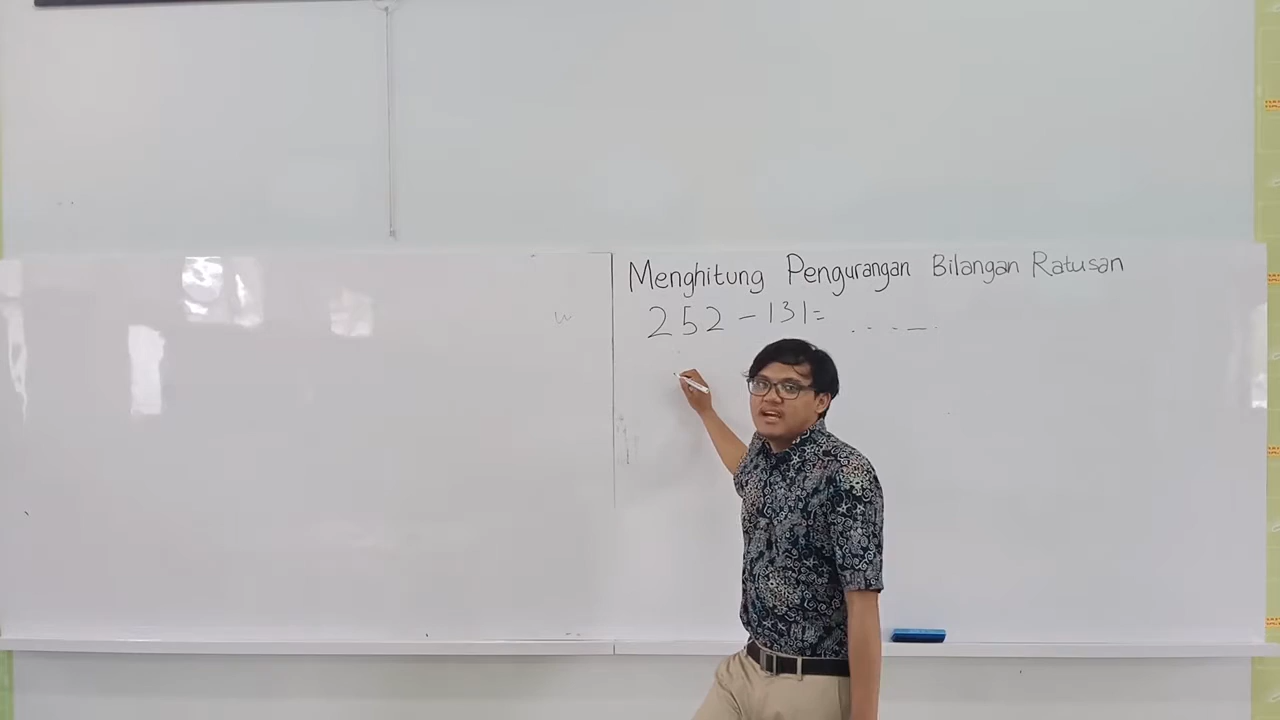 Menghitung Pengurangan Bilangan Ratusan
252 - 131 = .....